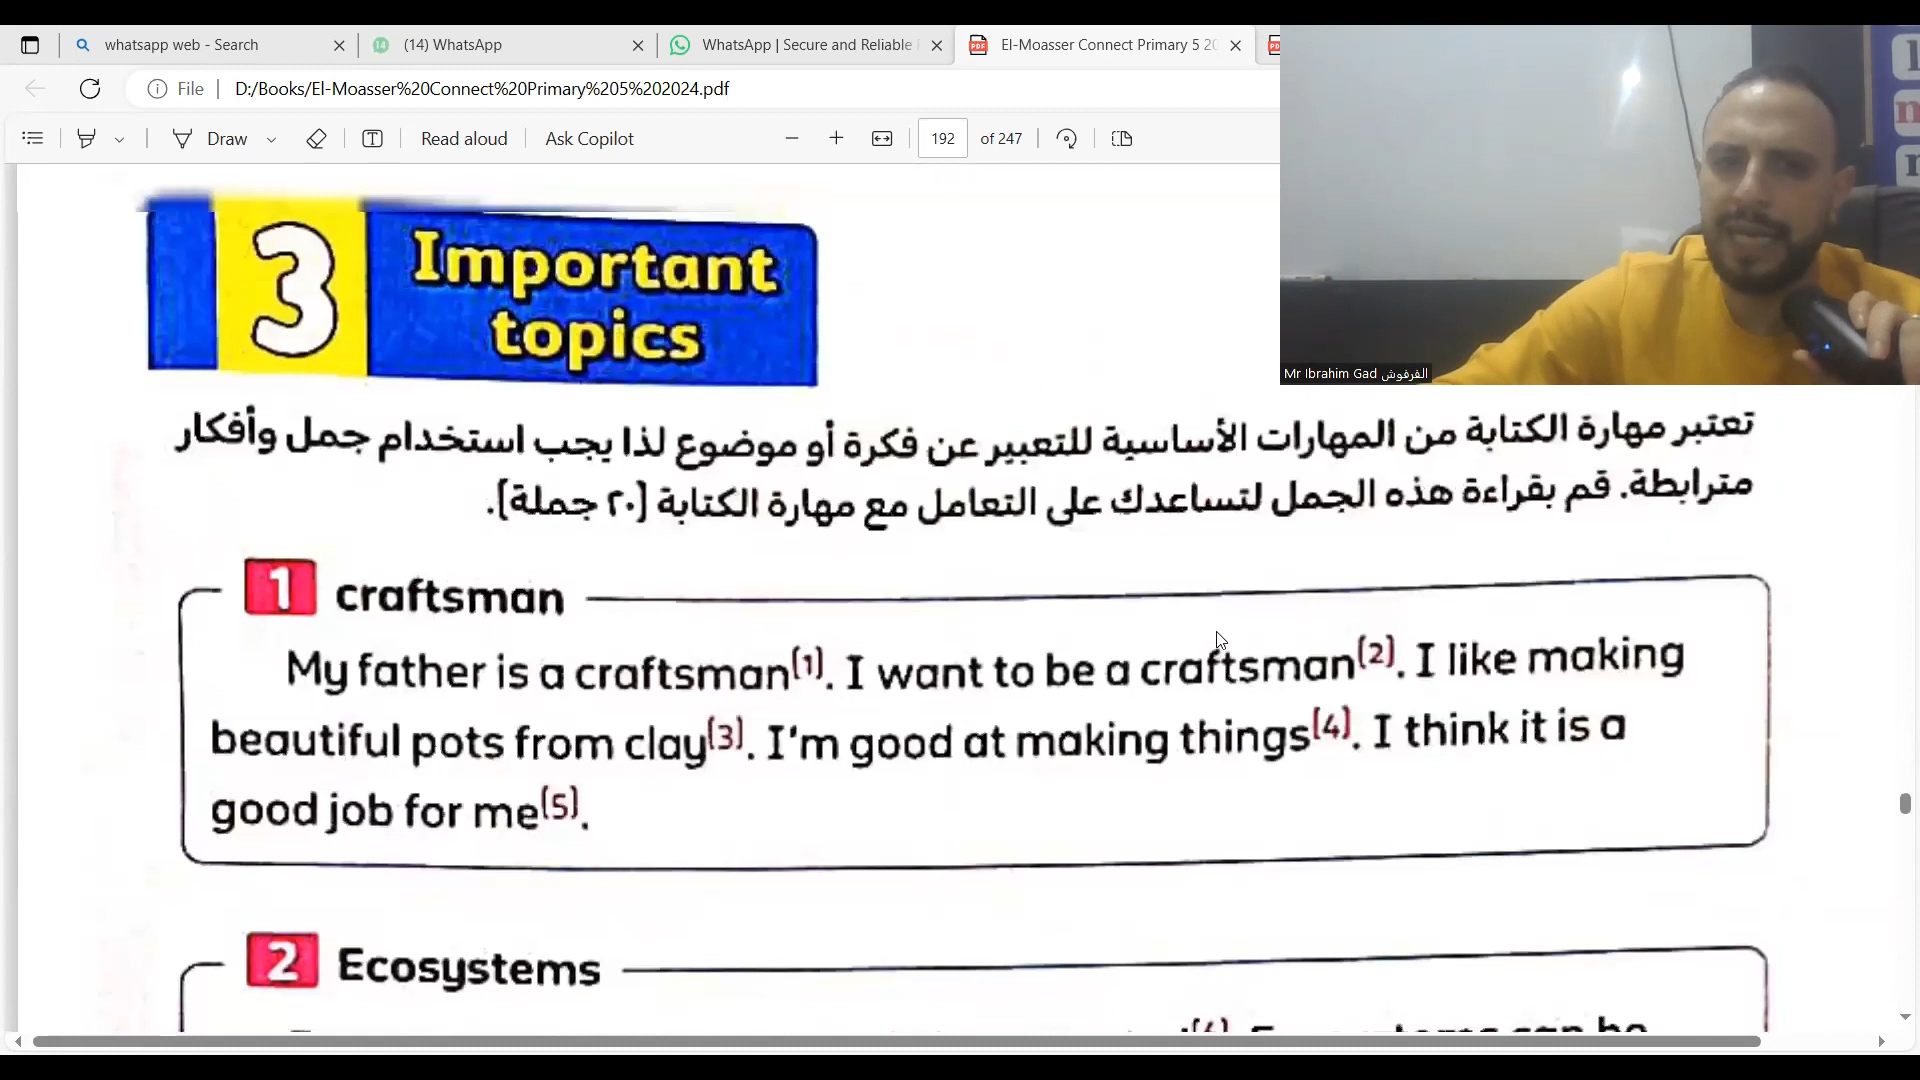 whatsapp web - Search
(14) WhatsApp
WhatsApp | Secure and Reliable
El-Moasser Connect Primary 5 20
File
D:/Books/El-Moasser%20Connect%20Primary%205%202024.pdf
Draw
Read aloud
Ask Copilot
192 of 247
Mr Ibrahim Gad الفرفوش
3 Important
topics
تعتبر مهارة الكتابة من المهارات الأساسية للتعبير عن فكرة أو موضوع لذا يجب استخدام جمل وأفكار
مترابطة. قم بقراءة هذه الجمل لتساعدك على التعامل مع مهارة الكتابة [٢٠ جملة].
1 craftsman
My father is a craftsman(1). I want to be a craftsman(2). I like making
beautiful pots from clay(3). I'm good at making things(4). I think it is a
good job for me(5).
2 Ecosystems